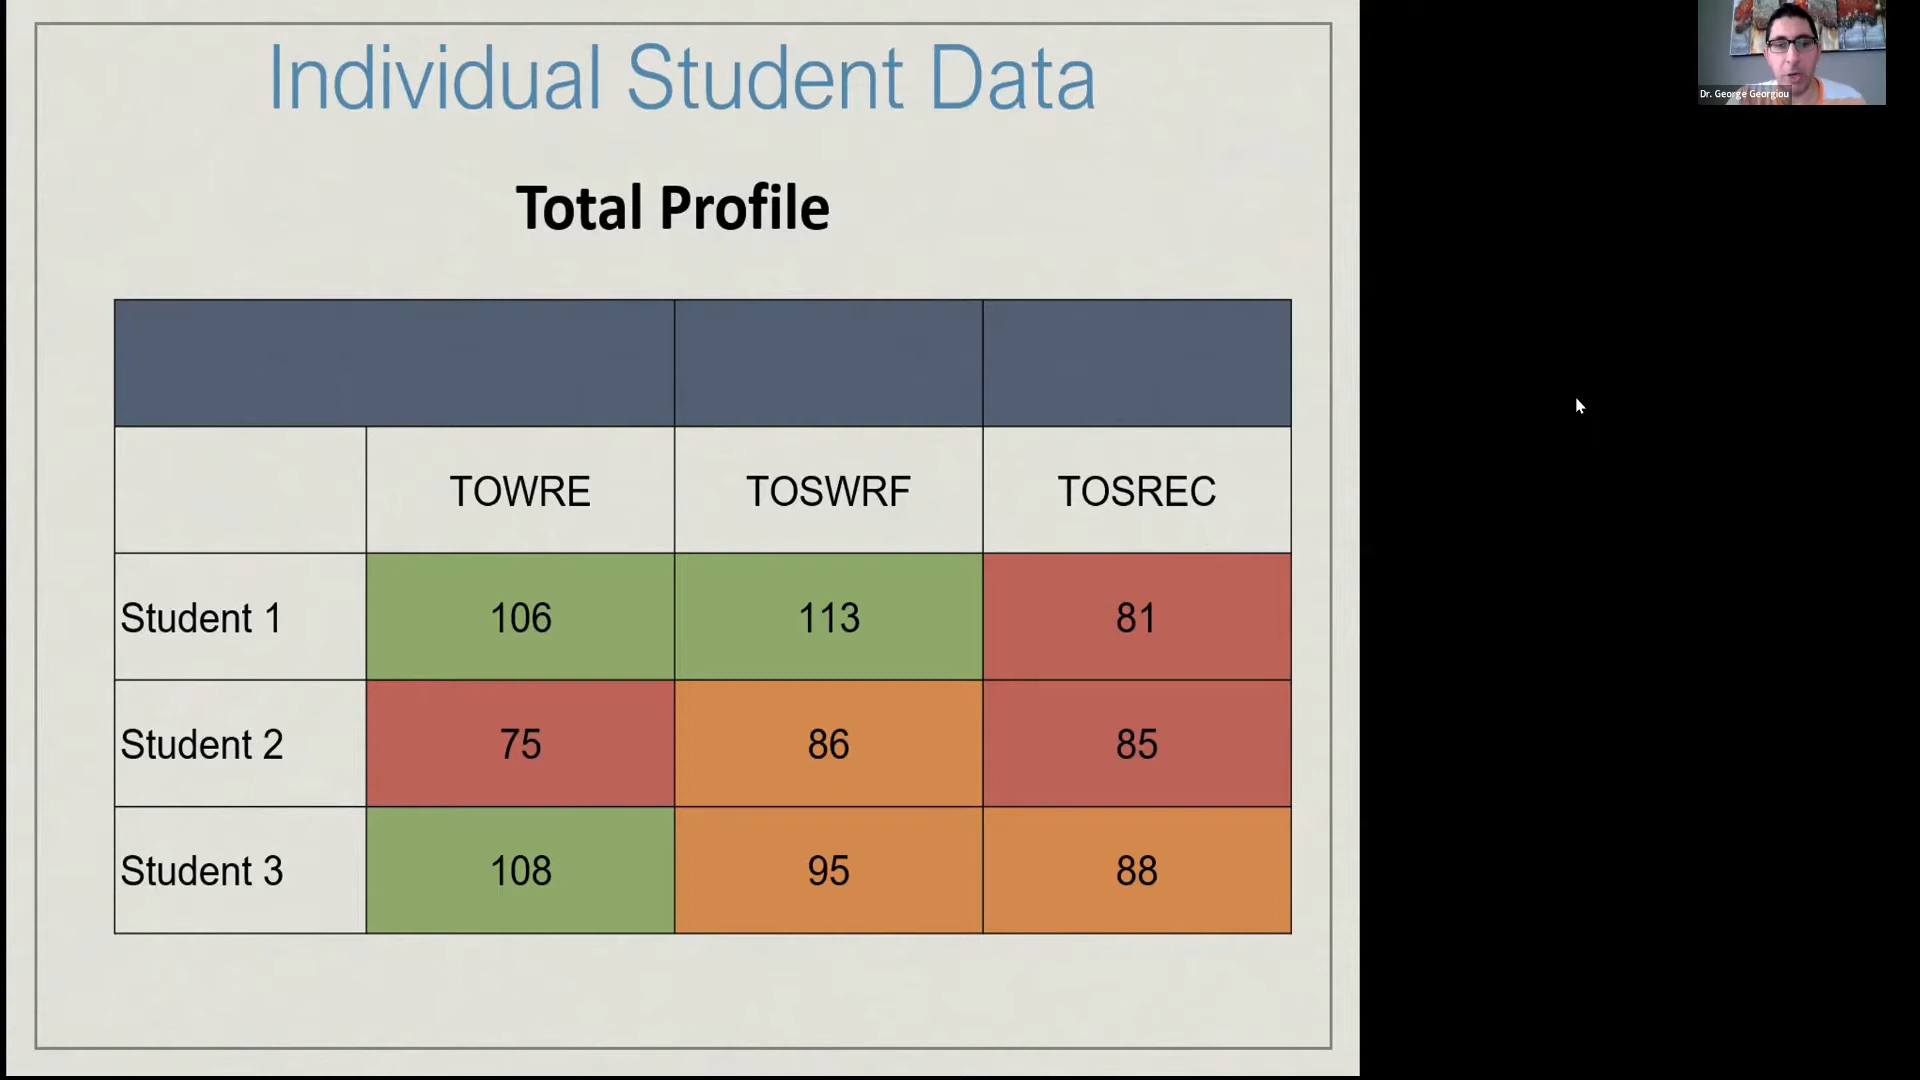 Individual Student Data
Dr. George Georgiou
Total Profile
TOWRE TOSWRF TOSREC
Student 1 106 113 81
Student 2 75 86 85
Student 3 108 95 88